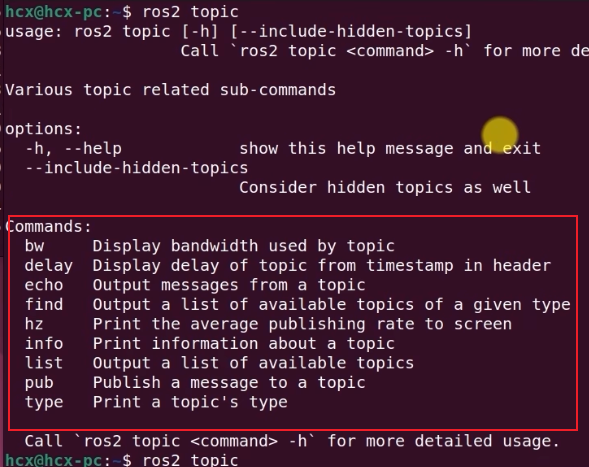 hcx@hcx-pc:~$ ros2 topic
usage: ros2 topic [-h] [--include-hidden-topics]
Call `ros2 topic <command> -h` for more de
Various topic related sub-commands
options:
-h, --help show this help message and exit
--include-hidden-topics
Consider hidden topics as well
Commands:
bw Display bandwidth used by topic
delay Display delay of topic from timestamp in header
echo Output messages from a topic
find Output a list of available topics of a given type
hz Print the average publishing rate to screen
info Print information about a topic
list Output a list of available topics
pub Publish a message to a topic
type Print a topic's type
Call `ros2 topic <command> -h` for more detailed usage.
hcx@hcx-pc:~$ ros2 topic